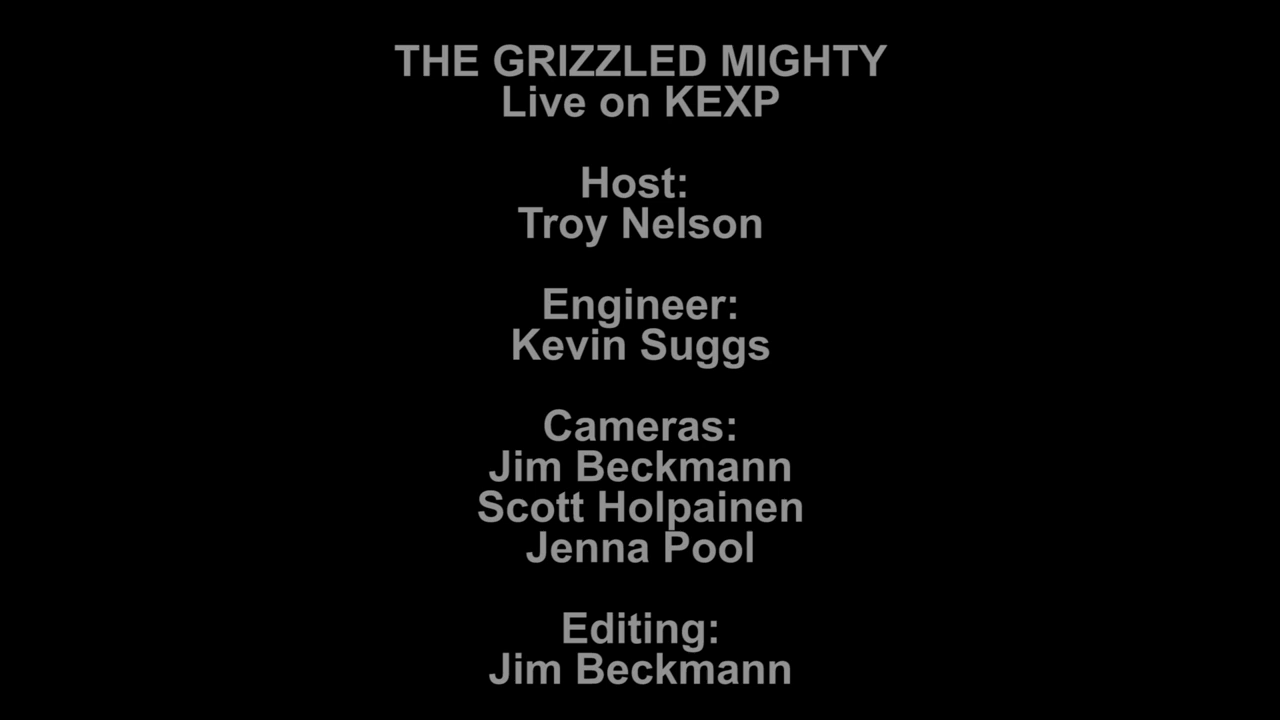 THE GRIZZLED MIGHTY
Live on KEXP
Host:
Troy Nelson
Engineer:
Kevin Suggs
Cameras:
Jim Beckmann
Scott Holpainen
Jenna Pool
Editing:
Jim Beckmann